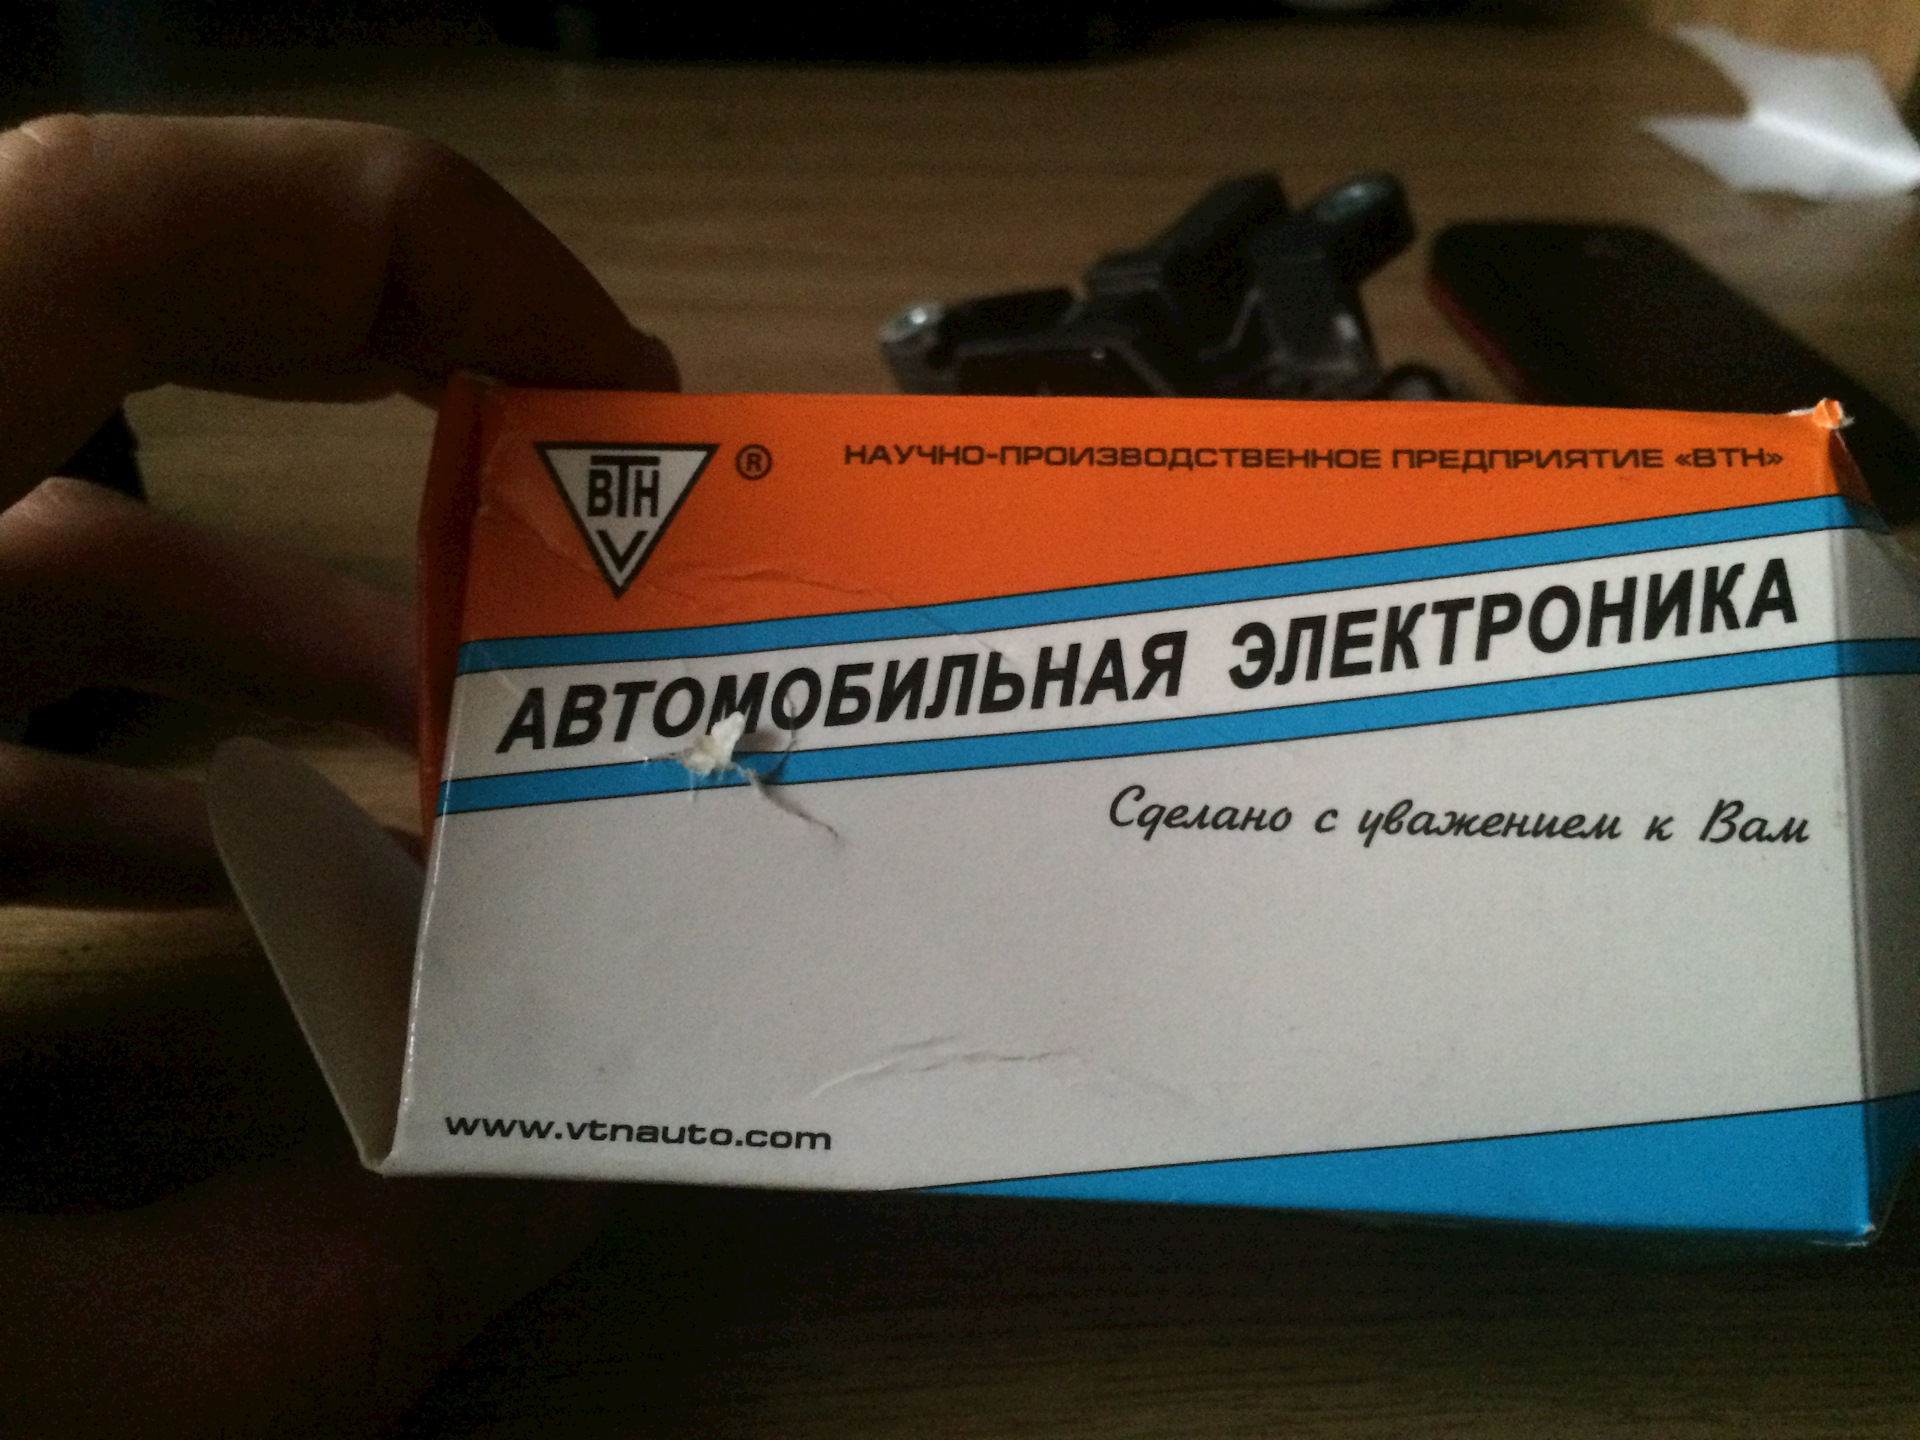 ВТН
V
®
НАУЧНО-ПРОИЗВОДСТВЕННОЕ ПРЕДПРИЯТИЕ «ВТН»
АВТОМОБИЛЬНАЯ ЭЛЕКТРОНИКА
Сделано с уважением к Вам
www.vtnauto.com